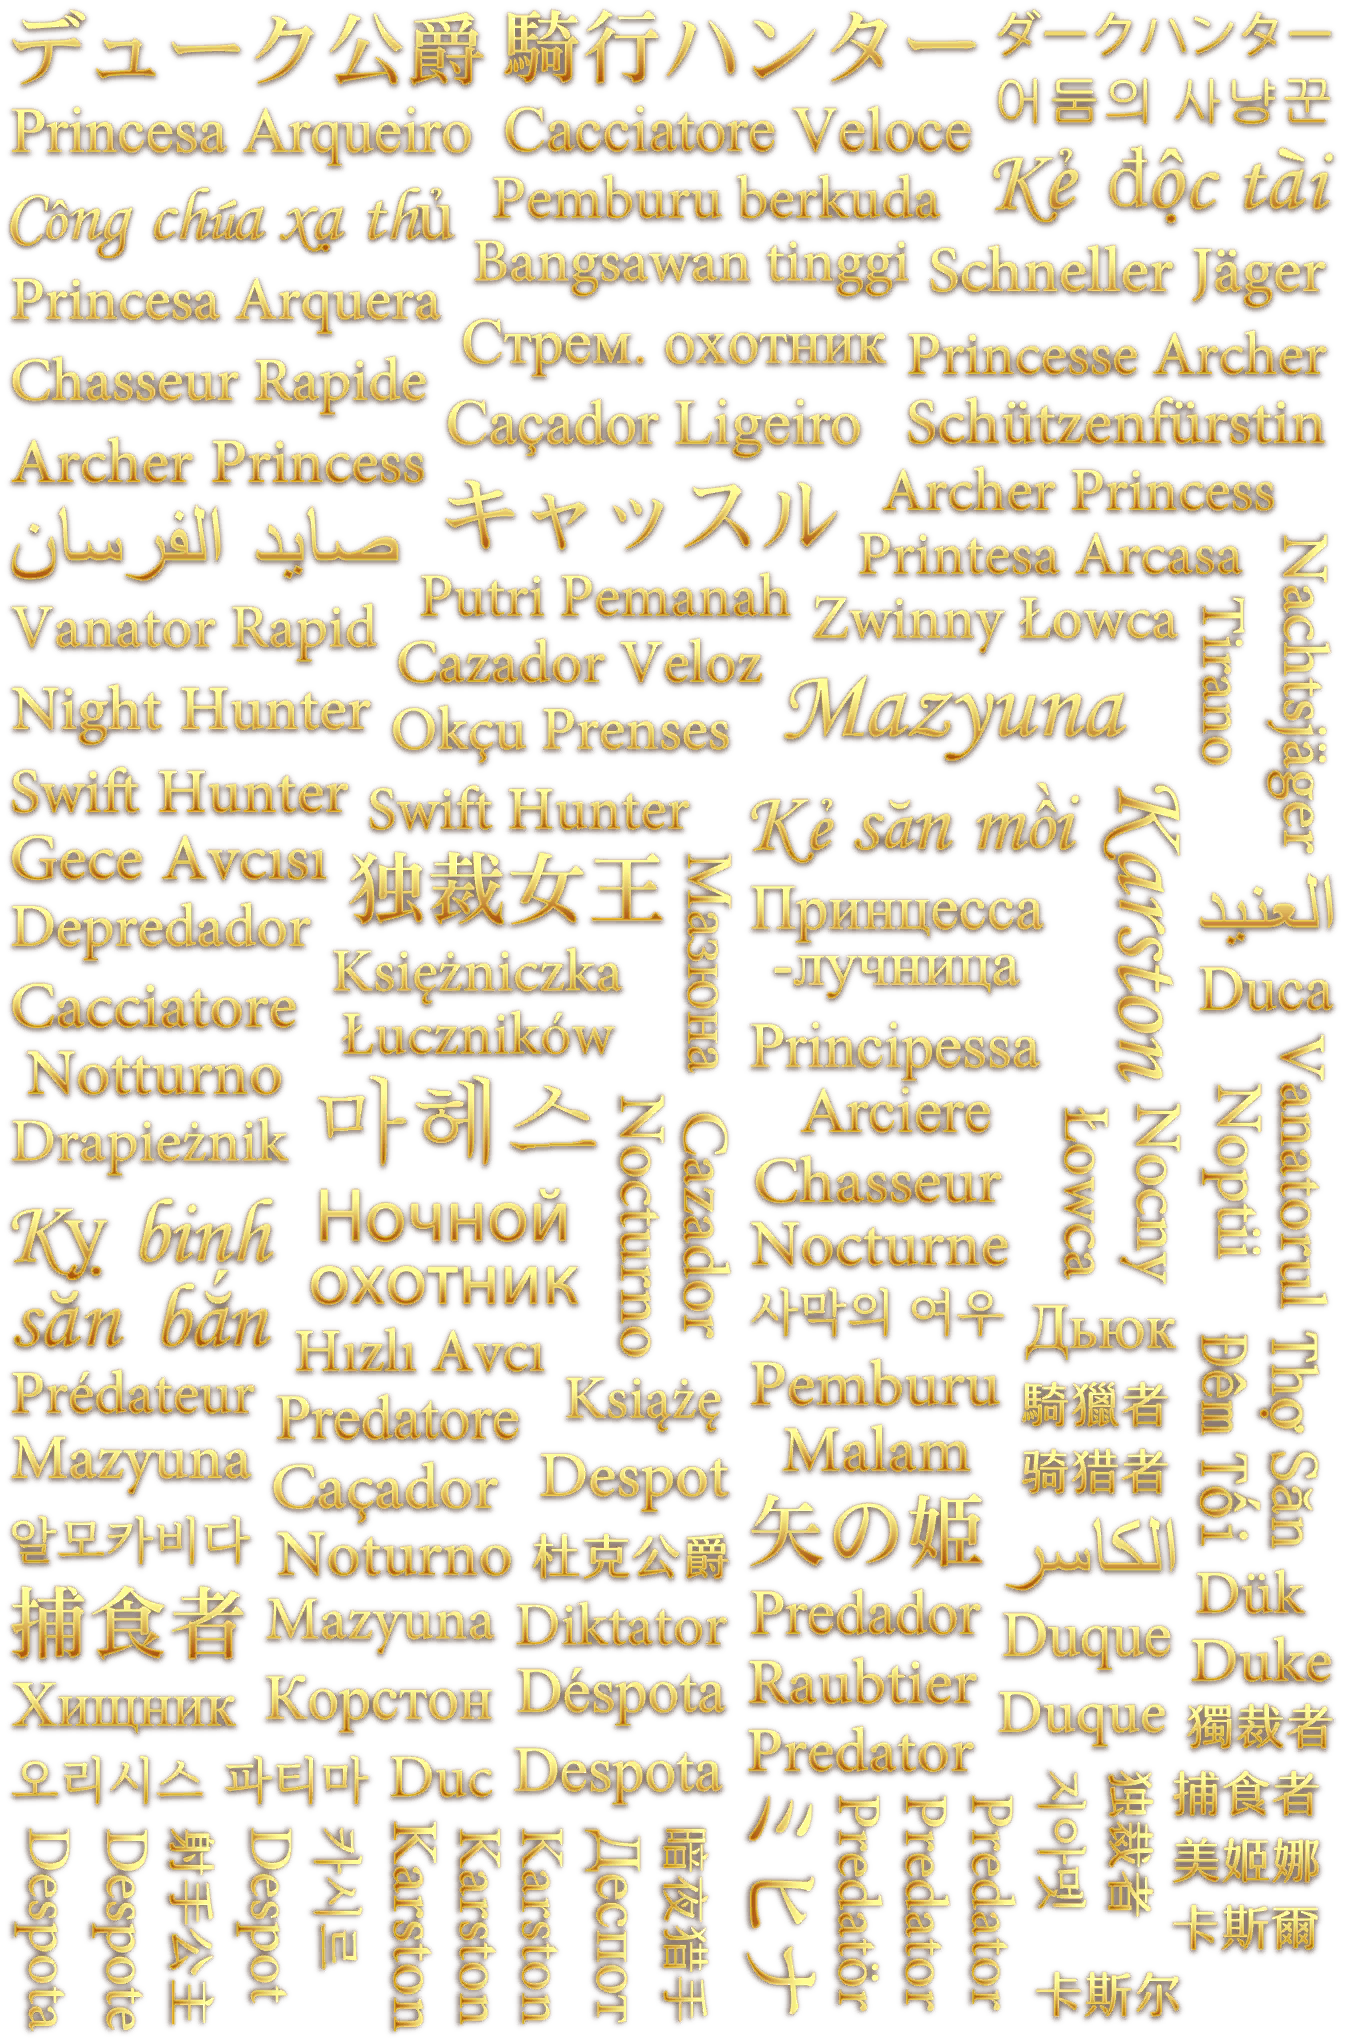 デューク公爵
騎行ハンター
ダークハンター
어둠의 사냥꾼
Princesa Arqueiro
Cacciatore Veloce
Kẻ độc tài
Công chúa xạ thủ
Pemburu berkuda
Bangsawan tinggi
Schneller Jäger
Princesa Arquera
Стрем. охотник
Princesse Archer
Chasseur Rapide
Caçador Ligeiro
Schützenfürstin
Archer Princess
キャッスル
Archer Princess
صايد الفرسان
Printesa Arcasa
Nachtsjäger
Putri Pemanah
Zwinny Łowca
Tirano
Vanator Rapid
Cazador Veloz
Mazyuna
Night Hunter
Okçu Prenses
Swift Hunter
Swift Hunter
Kẻ săn mồi
Karston
Gece Avcısı
独裁女王
Мазюна
Принцесса
-лучница
العنيد
Depredador
Księżniczka
Łuczników
Duca
Cacciatore
Notturno
Principessa
Arciere
Vanatorul
Noptii
Drapieżnik
마헤스
Cazador
Nocturno
Nocny
Łowca
Chasseur
Nocturne
Kỵ binh
săn bắn
Ночной
охотник
사막의 여우
Дьюк
Thợ Săn
Đêm Tối
Hızlı Avcı
Pemburu
Malam
騎獵者
Prédateur
Predatore
Książę
骑猎者
Mazyuna
Caçador
Noturno
Despot
矢の姫
الكاسر
알모카비다
杜克公爵
Dük
捕食者
Mazyuna
Diktator
Predador
Duque
Duke
Хищник
Корстон
Déspota
Raubtier
Duque
獨裁者
오리시스
파티마
Duc
Despota
Predator
지아멧
独裁者
捕食者
美姬娜
卡斯爾
卡斯尔
Despota
Despote
射手公主
Despot
카시르
Karston
Karston
Karston
Деспот
暗夜猎手
ミヒナ
Predatör
Predator
Predator